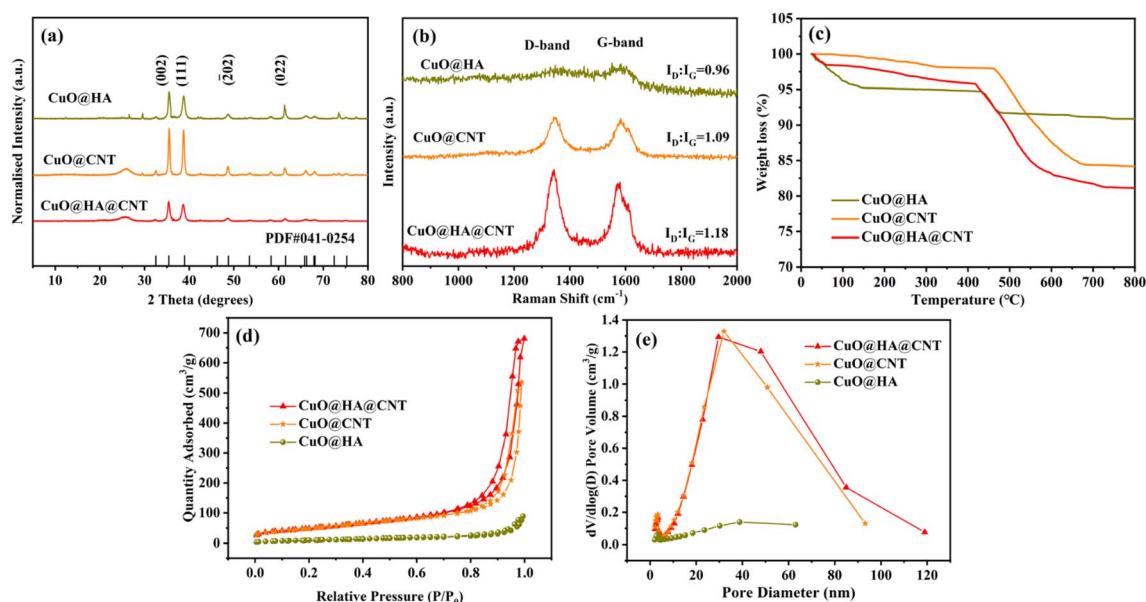 (a)
(002)
(111)
(2̄02)
(022)
CuO@HA
CuO@CNT
CuO@HA@CNT
PDF#041-0254
Normalised Intensity (a.u.)
10 20 30 40 50 60 70 80
2 Theta (degrees)
(b)
D-band
G-band
CuO@HA
I_D:I_G=0.96
CuO@CNT
I_D:I_G=1.09
CuO@HA@CNT
I_D:I_G=1.18
Intensity (a.u.)
800 1000 1200 1400 1600 1800 2000
Raman Shift (cm⁻¹)
(c)
Weight loss (%)
105
100
95
90
85
80
75
70
CuO@HA
CuO@CNT
CuO@HA@CNT
0 100 200 300 400 500 600 700 800
Temperature (℃)
(d)
Quantity Adsorbed (cm³/g)
700
600
500
400
300
200
100
0
CuO@HA@CNT
CuO@CNT
CuO@HA
0.0 0.2 0.4 0.6 0.8 1.0
Relative Pressure (P/P₀)
(e)
dV/dlog(D) Pore Volume (cm³/g)
1.4
1.2
1.0
0.8
0.6
0.4
0.2
0.0
CuO@HA@CNT
CuO@CNT
CuO@HA
0 20 40 60 80 100 120
Pore Diameter (nm)